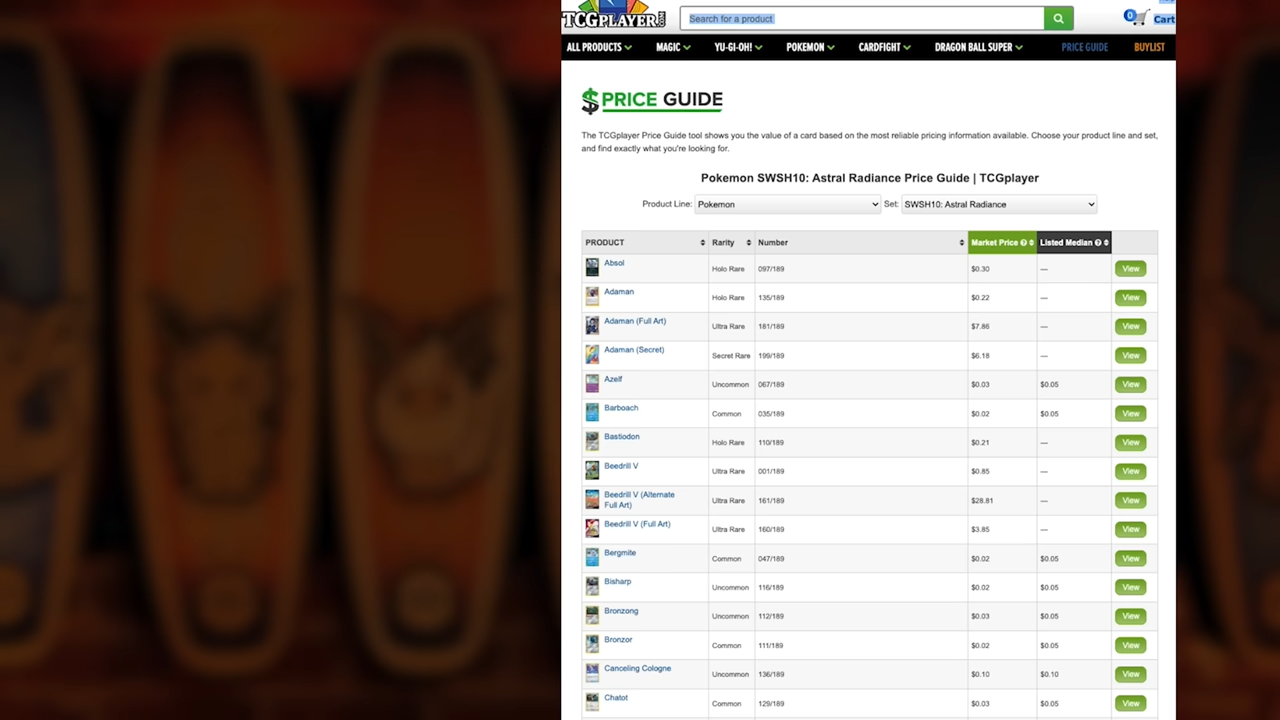 TCGPLAYER.COM
Search for a product
0
Cart
ALL PRODUCTS MAGIC YU-GI-OH! POKEMON CARDFIGHT DRAGON BALL SUPER PRICE GUIDE BUYLIST
$ PRICE GUIDE
The TCGplayer Price Guide tool shows you the value of a card based on the most reliable pricing information available. Choose your product line and set,
and find exactly what you're looking for.
Pokemon SWSH10: Astral Radiance Price Guide | TCGplayer
Product Line: Pokemon Set: SWSH10: Astral Radiance
PRODUCT Rarity Number Market Price Listed Median
Absol Holo Rare 097/189 $0.30 — View
Adaman Holo Rare 135/189 $0.22 — View
Adaman (Full Art) Ultra Rare 181/189 $7.86 — View
Adaman (Secret) Secret Rare 199/189 $6.18 — View
Azelf Uncommon 067/189 $0.03 $0.05 View
Barboach Common 035/189 $0.02 $0.05 View
Bastiodon Holo Rare 110/189 $0.21 — View
Beedrill V Ultra Rare 001/189 $0.85 — View
Beedrill V (Alternate
Full Art) Ultra Rare 161/189 $28.81 — View
Beedrill V (Full Art) Ultra Rare 160/189 $3.85 — View
Bergmite Common 047/189 $0.02 $0.05 View
Bisharp Uncommon 116/189 $0.02 $0.05 View
Bronzong Uncommon 112/189 $0.03 $0.05 View
Bronzor Common 111/189 $0.02 $0.05 View
Canceling Cologne Uncommon 136/189 $0.10 $0.10 View
Chatot Common 129/189 $0.03 $0.05 View